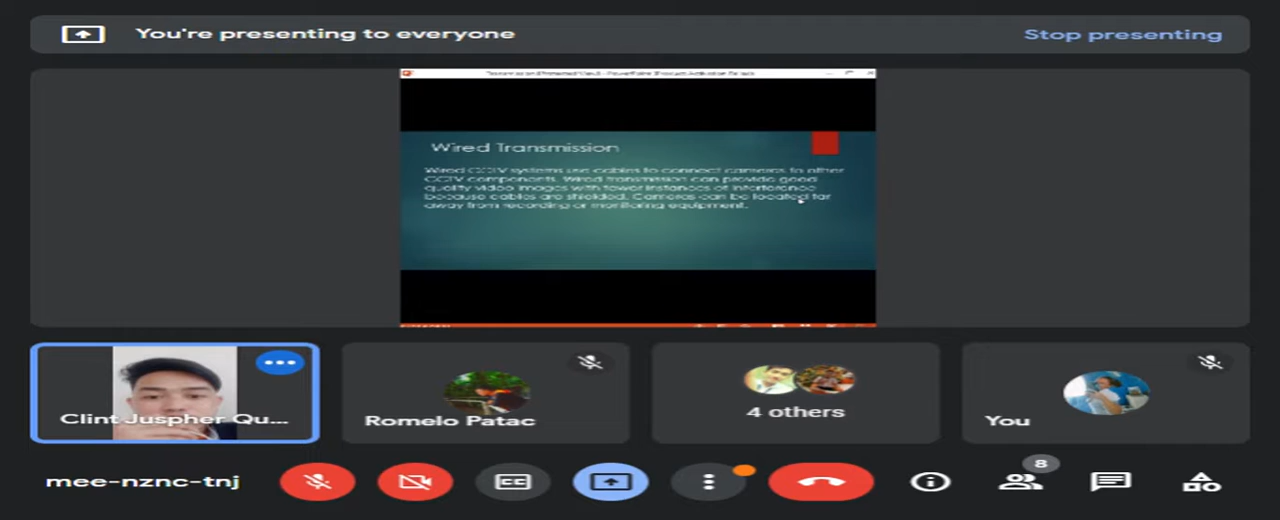 You're presenting to everyone
Stop presenting
Wired Transmission
Wired CCTV systems use cables to connect cameras to other
CCTV components. Wired transmission can provide good
quality video images with fewer instances of interference
because cables are shielded. Cameras can be located far
away from recording or monitoring equipment.
Clint Juspher Qu...
Romelo Patac
4 others
You
mee-nznc-tnj
CC
8